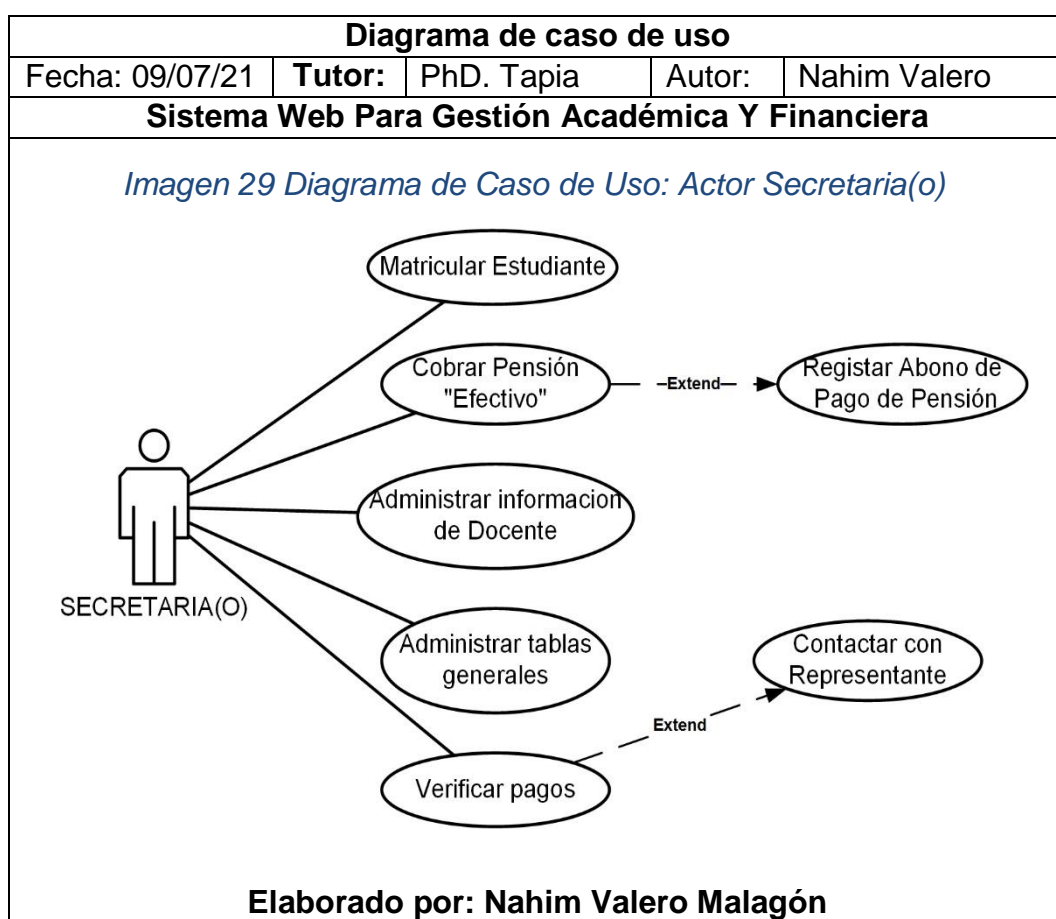 Diagrama de caso de uso
Fecha: 09/07/21 Tutor: PhD. Tapia Autor: Nahim Valero
Sistema Web Para Gestión Académica Y Financiera
Imagen 29 Diagrama de Caso de Uso: Actor Secretaria(o)
Matricular Estudiante
Cobrar Pensión
"Efectivo"
Extend
Registar Abono de
Pago de Pensión
Administrar informacion
de Docente
SECRETARIA(O)
Administrar tablas
generales
Contactar con
Representante
Extend
Verificar pagos
Elaborado por: Nahim Valero Malagón